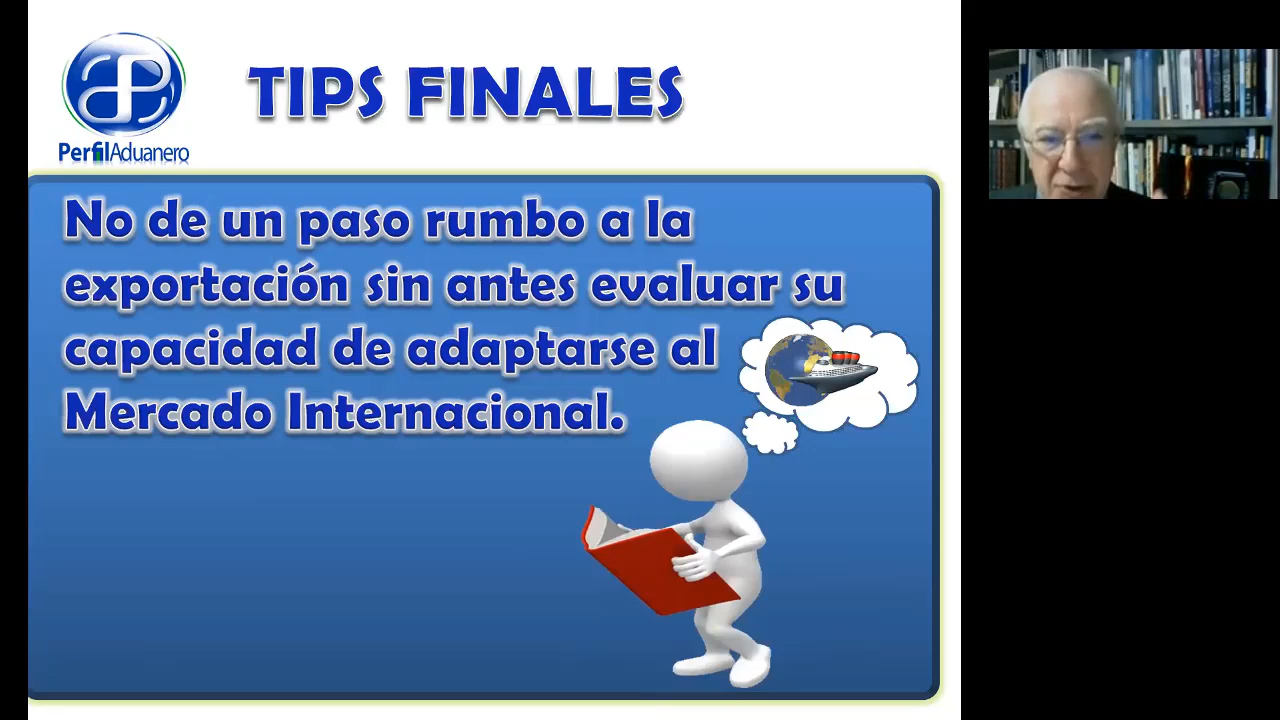 TIPS FINALES
PerfilAduanero
No de un paso rumbo a la
exportación sin antes evaluar su
capacidad de adaptarse al
Mercado Internacional.